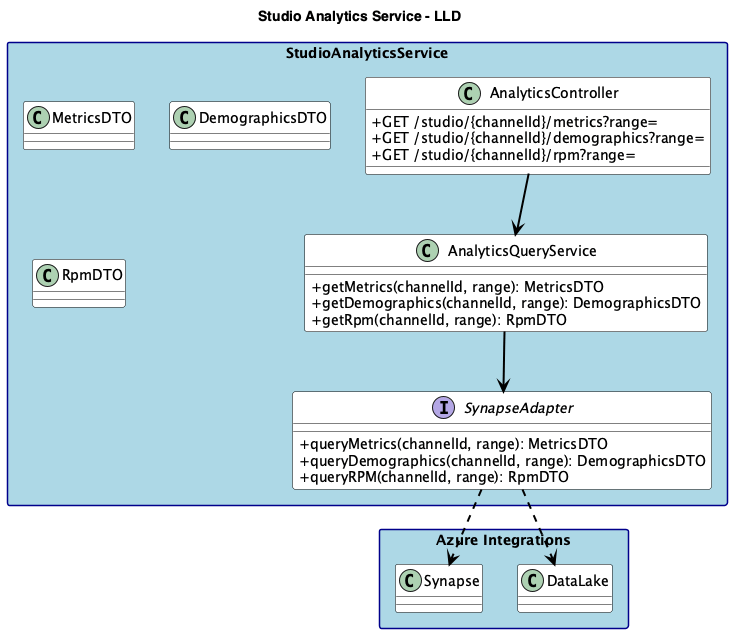 Studio Analytics Service - LLD
StudioAnalyticsService
C MetricsDTO
C DemographicsDTO
C AnalyticsController
+GET /studio/{channelId}/metrics?range=
+GET /studio/{channelId}/demographics?range=
+GET /studio/{channelId}/rpm?range=
C RpmDTO
C AnalyticsQueryService
+getMetrics(channelId, range): MetricsDTO
+getDemographics(channelId, range): DemographicsDTO
+getRpm(channelId, range): RpmDTO
I SynapseAdapter
+queryMetrics(channelId, range): MetricsDTO
+queryDemographics(channelId, range): DemographicsDTO
+queryRPM(channelId, range): RpmDTO
Azure Integrations
C Synapse
C DataLake